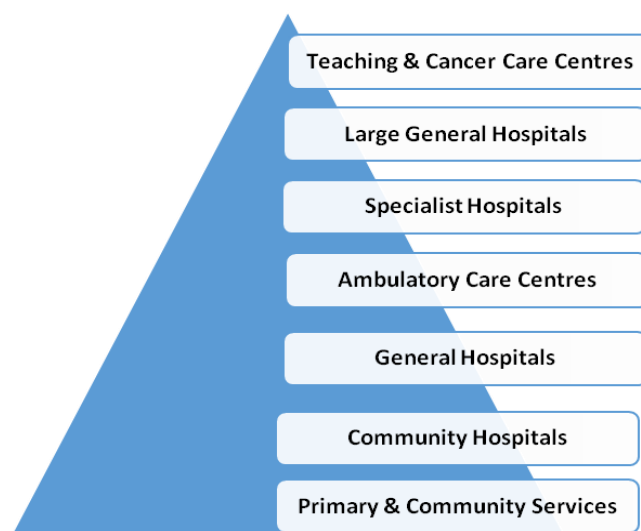 Teaching & Cancer Care Centres
Large General Hospitals
Specialist Hospitals
Ambulatory Care Centres
General Hospitals
Community Hospitals
Primary & Community Services